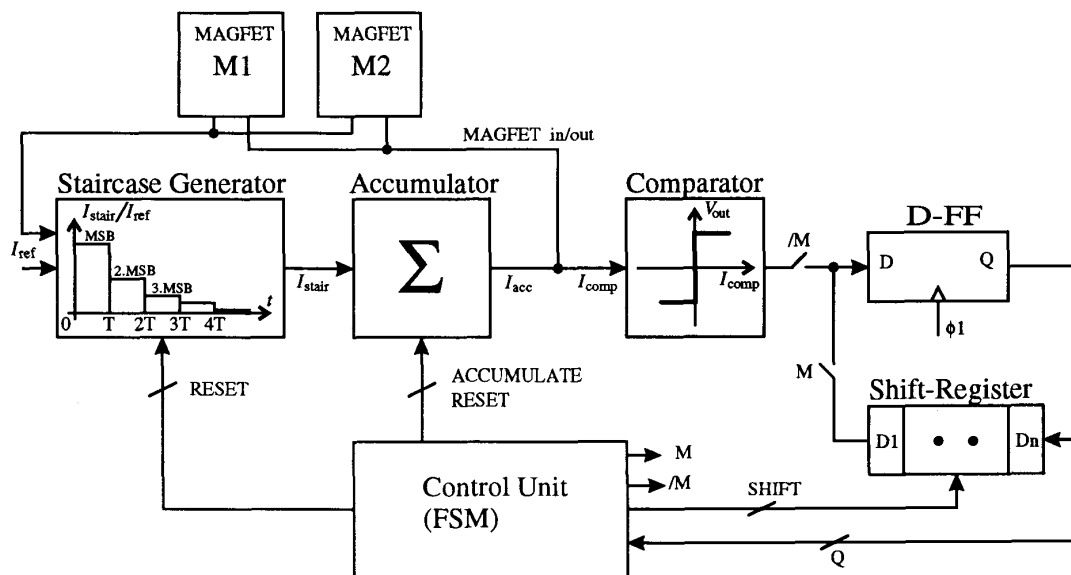 MAGFET
M1
MAGFET
M2
MAGFET in/out
Staircase Generator
Accumulator
Comparator
D-FF
I_ref
I_stair/I_ref
MSB
2.MSB
3.MSB
t
0 T 2T 3T 4T
I_stair
Σ
I_acc
I_comp
V_out
I_comp
/M
D Q
ϕ1
M
RESET
ACCUMULATE
RESET
Shift-Register
D1 Dn
Control Unit
(FSM)
M
/M
SHIFT
Q